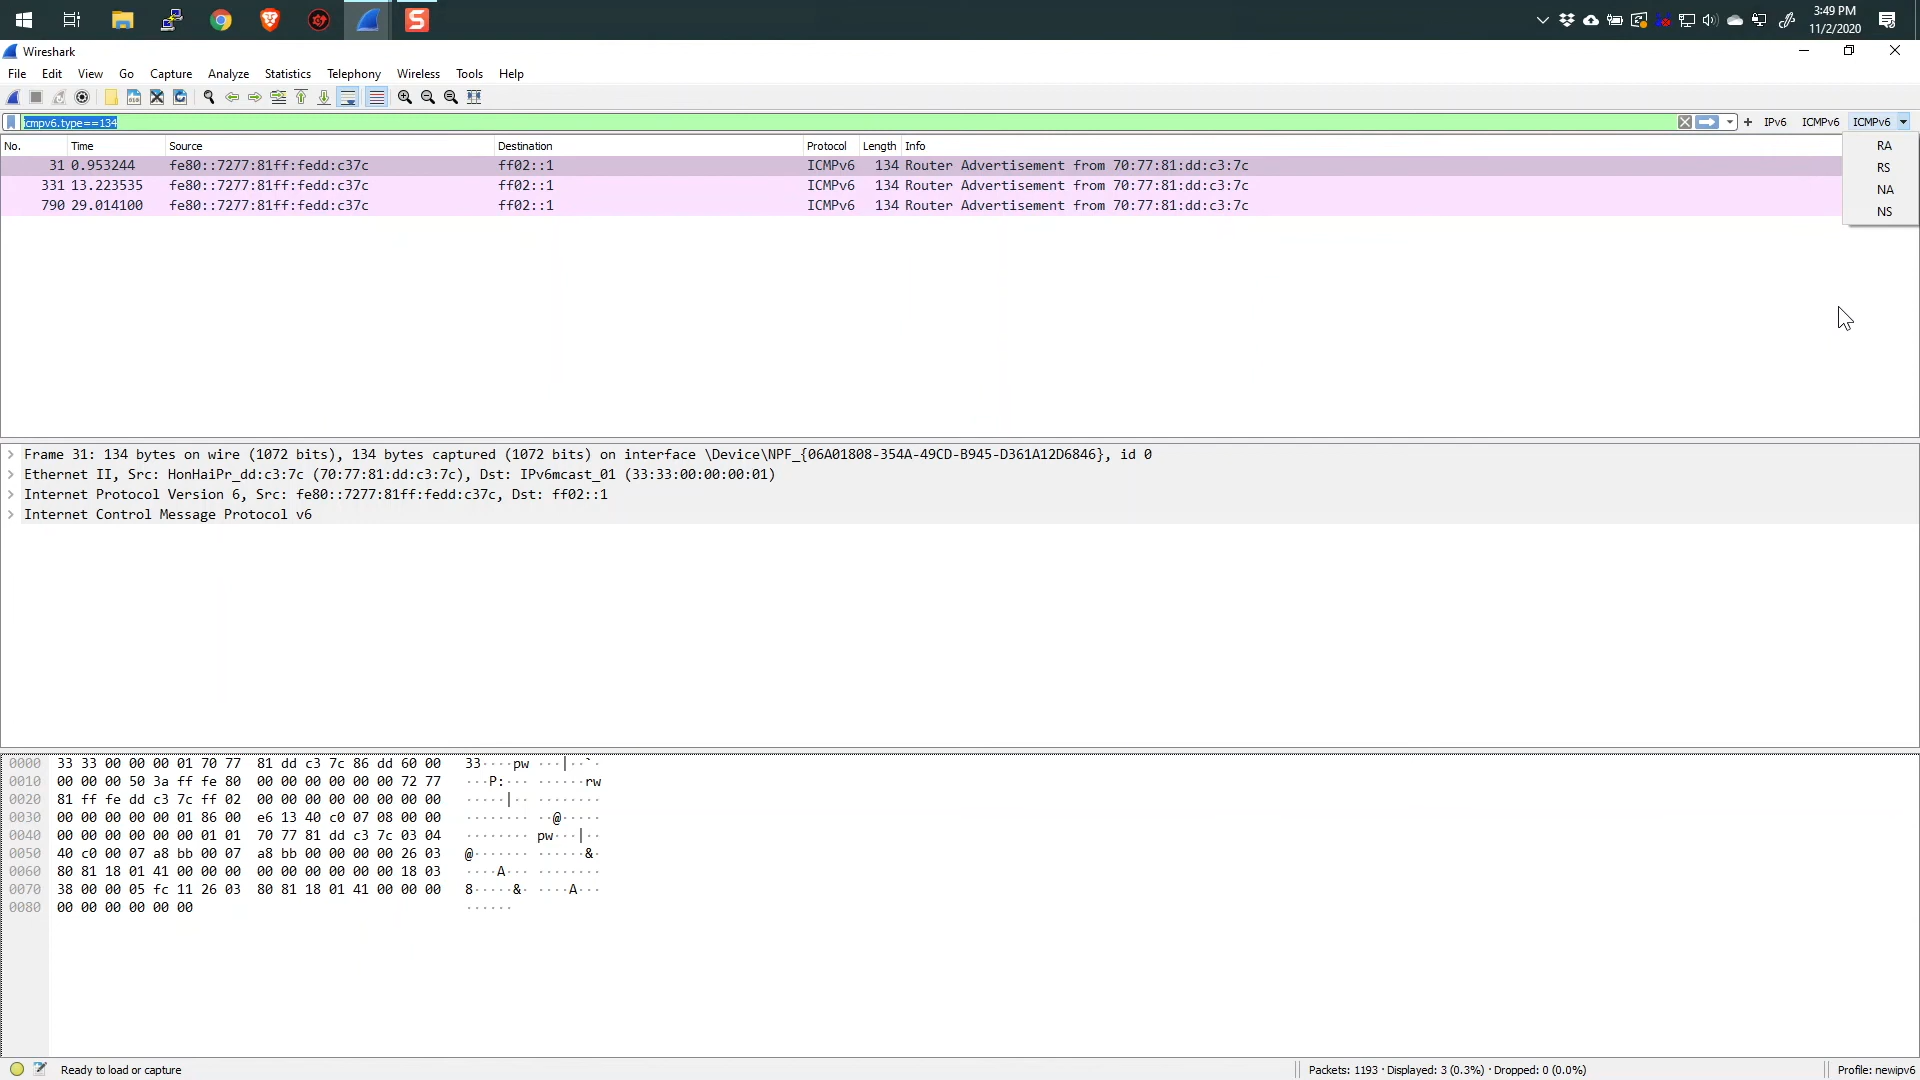 3:49 PM
11/2/2020
Wireshark
File Edit View Go Capture Analyze Statistics Telephony Wireless Tools Help
icmpv6.type==134
+ IPv6 ICMPv6 ICMPv6
No. Time Source Destination Protocol Length Info
31 0.953244 fe80::7277:81ff:fedd:c37c ff02::1 ICMPv6 134 Router Advertisement from 70:77:81:dd:c3:7c
331 13.223535 fe80::7277:81ff:fedd:c37c ff02::1 ICMPv6 134 Router Advertisement from 70:77:81:dd:c3:7c
790 29.014100 fe80::7277:81ff:fedd:c37c ff02::1 ICMPv6 134 Router Advertisement from 70:77:81:dd:c3:7c
RA
RS
NA
NS
Frame 31: 134 bytes on wire (1072 bits), 134 bytes captured (1072 bits) on interface \Device\NPF_{06A01808-354A-49CD-B945-D361A12D6846}, id 0
Ethernet II, Src: HonHaiPr_dd:c3:7c (70:77:81:dd:c3:7c), Dst: IPv6mcast_01 (33:33:00:00:00:01)
Internet Protocol Version 6, Src: fe80::7277:81ff:fedd:c37c, Dst: ff02::1
Internet Control Message Protocol v6
0000 33 33 00 00 00 01 70 77 81 dd c3 7c 86 dd 60 00 33····pw ···|··`·
0010 00 00 00 50 3a ff fe 80 00 00 00 00 00 00 72 77 ···P:··· ······rw
0020 81 ff fe dd c3 7c ff 02 00 00 00 00 00 00 00 00 ·····|·· ········
0030 00 00 00 00 00 01 86 00 e6 13 40 c0 07 08 00 00 ········ ··@·····
0040 00 00 00 00 00 00 01 01 70 77 81 dd c3 7c 03 04 ········ pw···|··
0050 40 c0 00 07 a8 bb 00 07 a8 bb 00 00 00 00 26 03 @······· ······&·
0060 80 81 18 01 41 00 00 00 00 00 00 00 00 00 18 03 ····A··· ········
0070 38 00 00 05 fc 11 26 03 80 81 18 01 41 00 00 00 8·····&· ····A···
0080 00 00 00 00 00 00 ······
Ready to load or capture
Packets: 1193 · Displayed: 3 (0.3%) · Dropped: 0 (0.0%)
Profile: newipv6